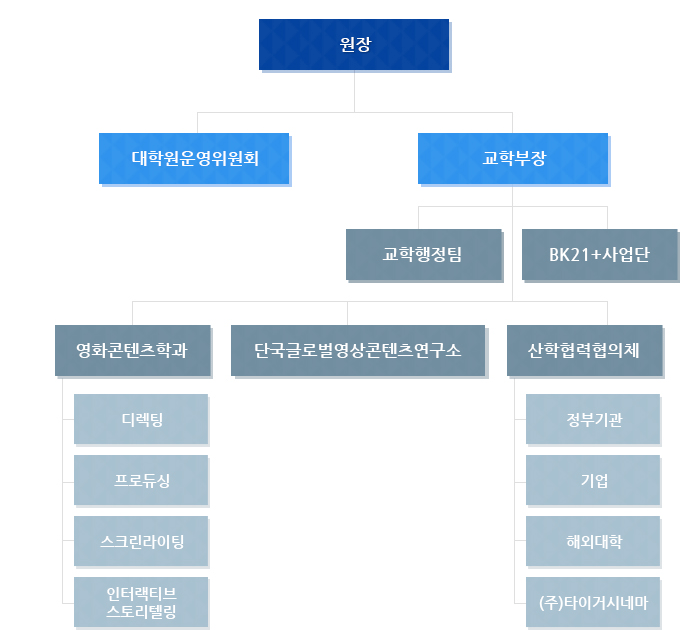 원장
대학원운영위원회
교학부장
교학행정팀
BK21+사업단
영화콘텐츠학과
단국글로벌영상콘텐츠연구소
산학협력협의체
디렉팅
정부기관
프로듀싱
기업
스크린라이팅
해외대학
인터랙티브
스토리텔링
(주)타이거시네마